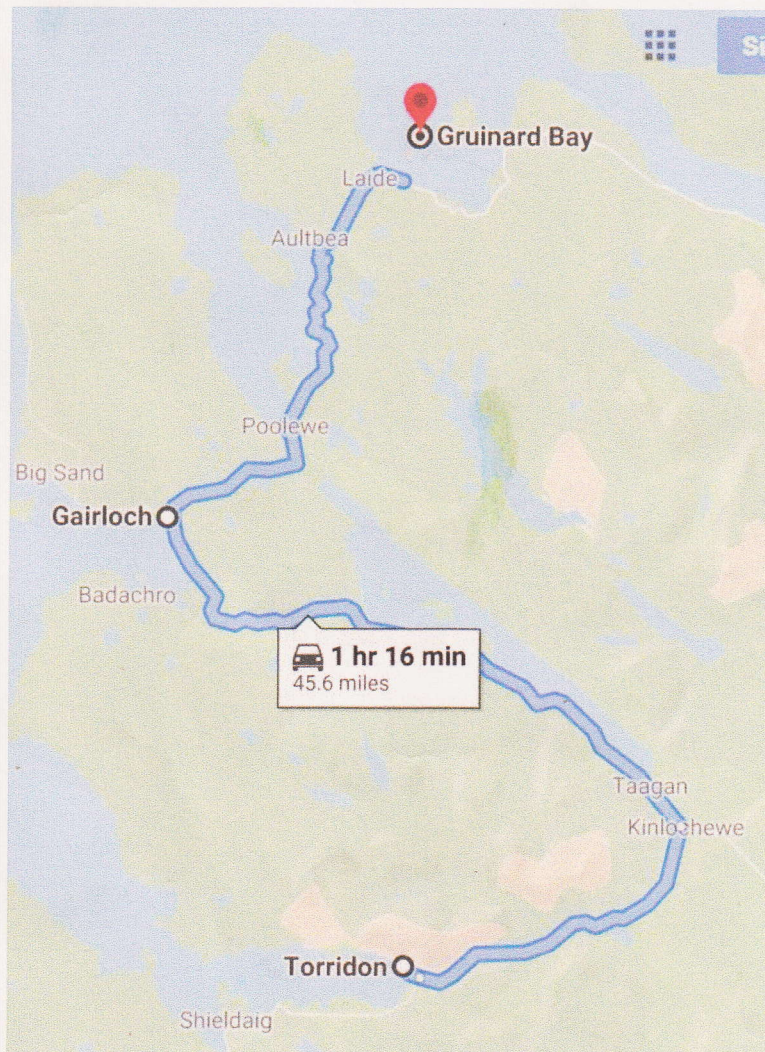 Gruinard Bay
Laide
Aultbea
Poolewe
Big Sand
Gairloch
Badachro
1 hr 16 min
45.6 miles
Taagan
Kinlochewe
Torridon
Shieldaig